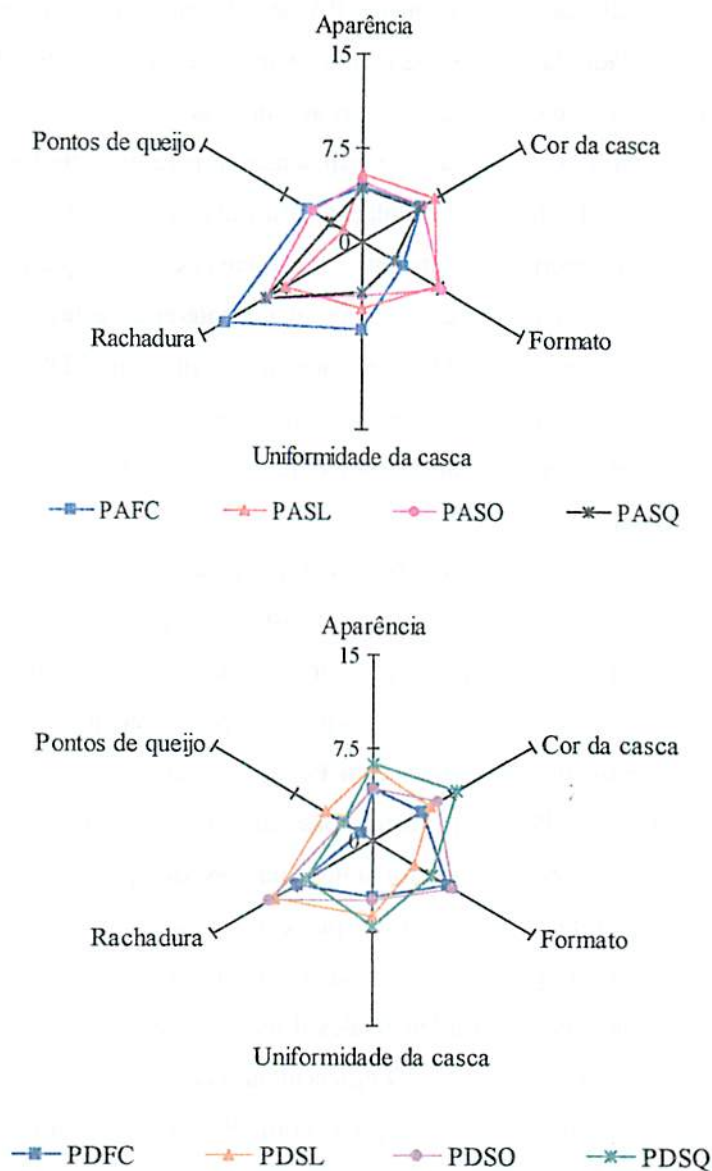 Aparência
15
Pontos de queijo
7.5
Cor da casca
0
Rachadura
Formato
Uniformidade da casca
PAFC PASL PASO PASQ
Aparência
15
Pontos de queijo
7.5
Cor da casca
0
Rachadura
Formato
Uniformidade da casca
PDFC PDSL PDSO PDSQ